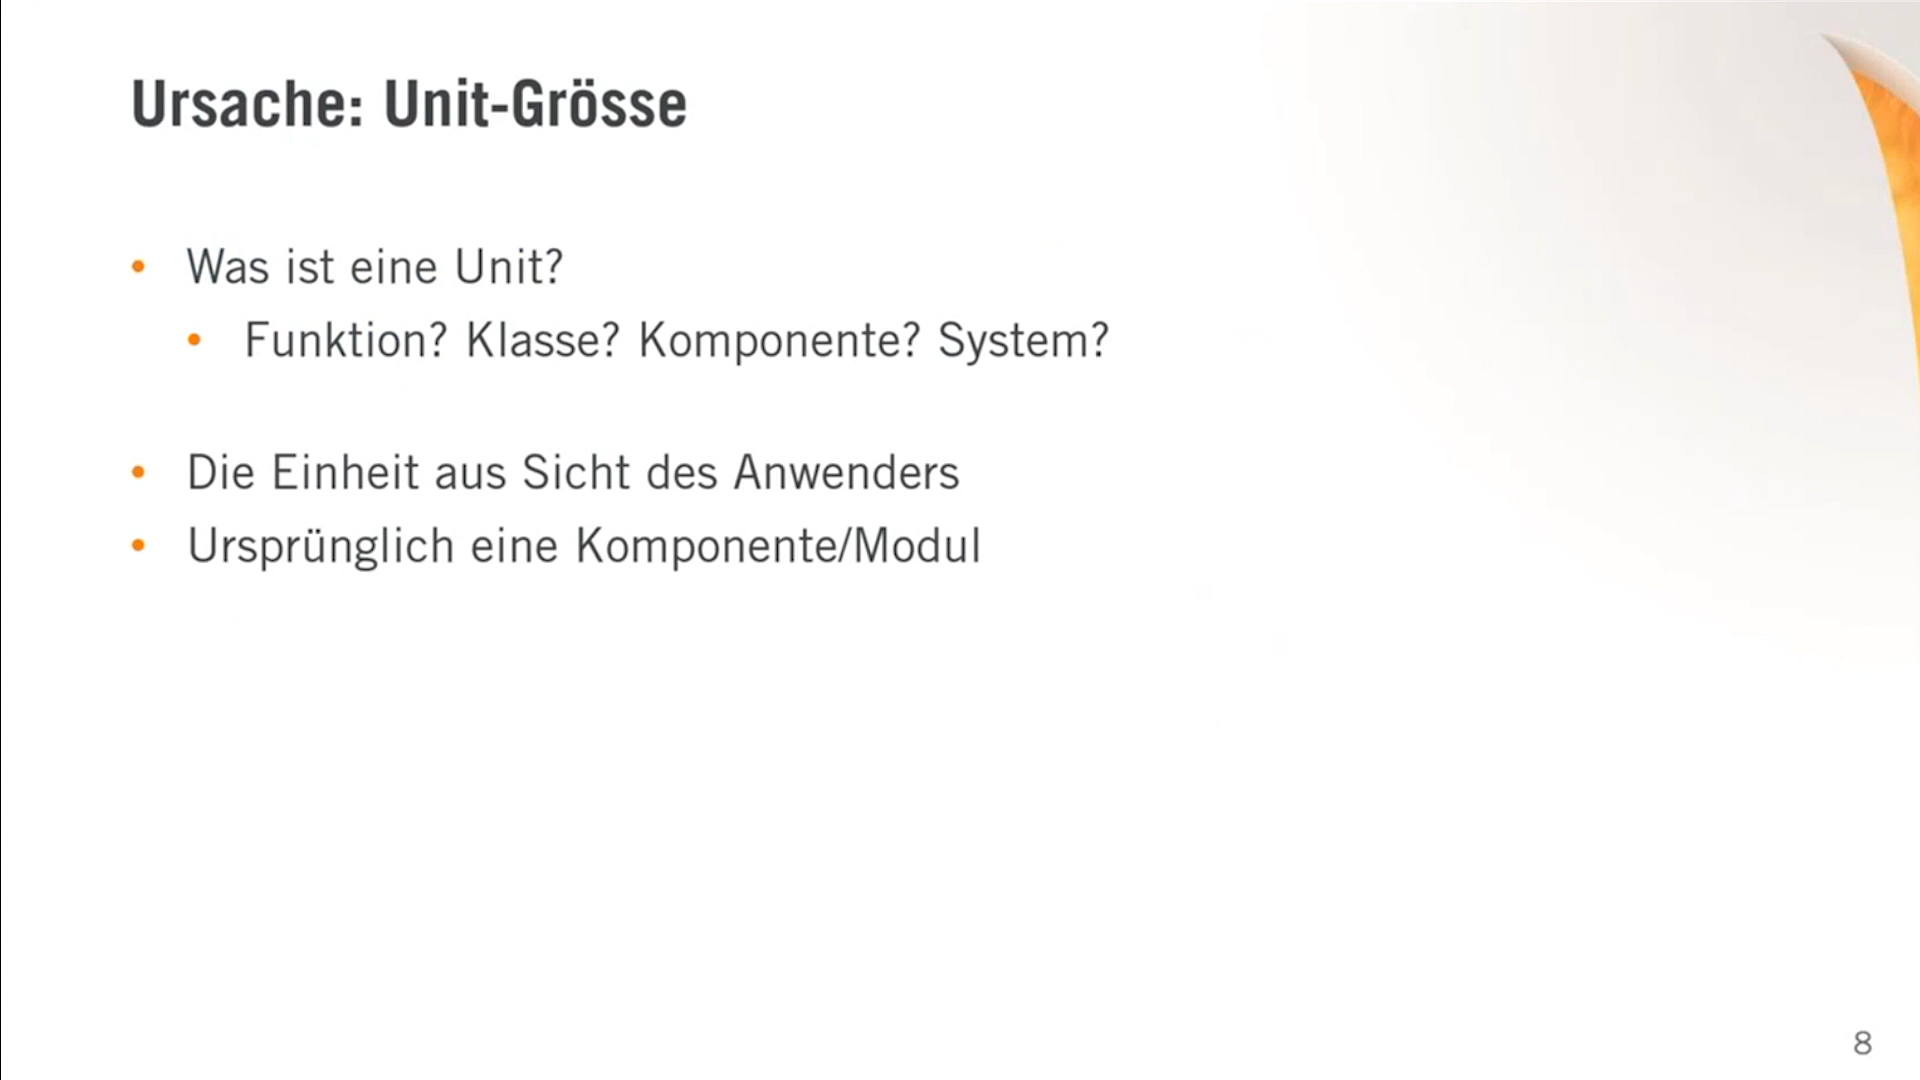 Ursache: Unit-Grösse
• Was ist eine Unit?
• Funktion? Klasse? Komponente? System?
• Die Einheit aus Sicht des Anwenders
• Ursprünglich eine Komponente/Modul
8